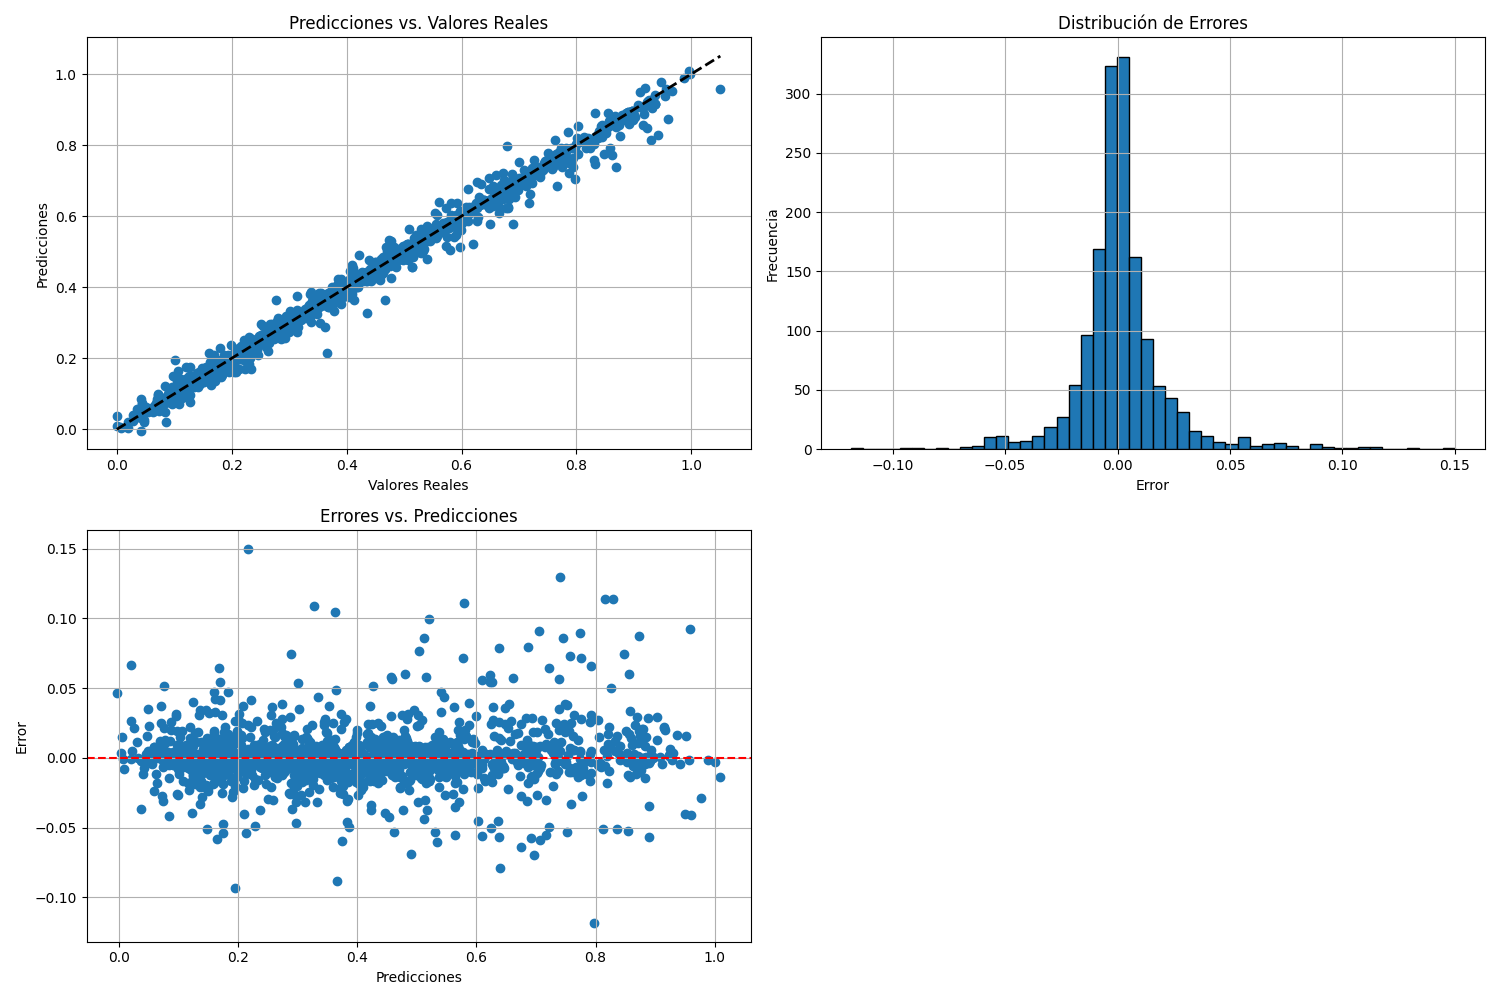 Predicciones vs. Valores Reales
Predicciones
1.0
0.8
0.6
0.4
0.2
0.0
0.0 0.2 0.4 0.6 0.8 1.0
Valores Reales
Distribución de Errores
Frecuencia
300
250
200
150
100
50
0
−0.10 −0.05 0.00 0.05 0.10 0.15
Error
Errores vs. Predicciones
Error
0.15
0.10
0.05
0.00
−0.05
−0.10
0.0 0.2 0.4 0.6 0.8 1.0
Predicciones